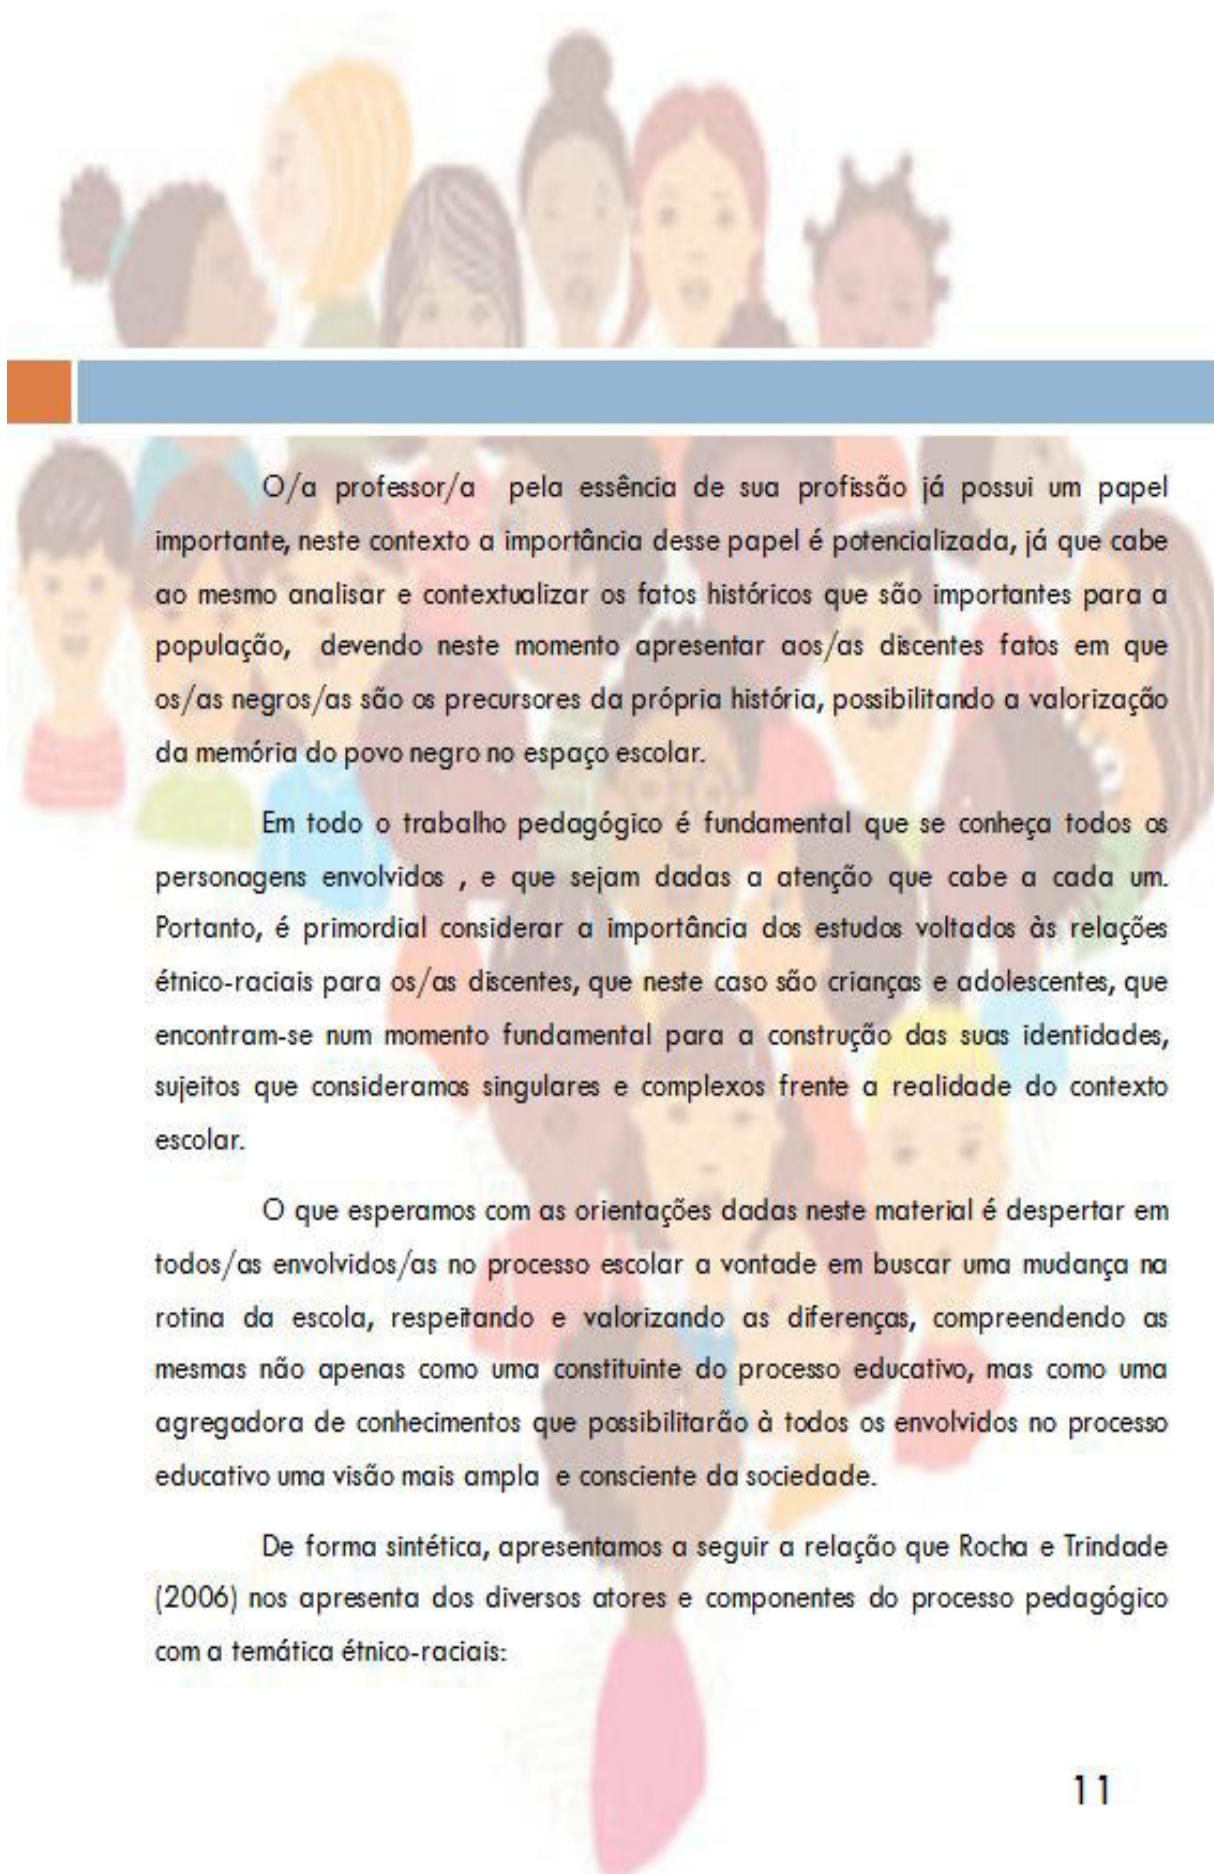 O/a professor/a pela essência de sua profissão já possui um papel
importante, neste contexto a importância desse papel é potencializada, já que cabe
ao mesmo analisar e contextualizar os fatos históricos que são importantes para a
população, devendo neste momento apresentar aos/as discentes fatos em que
os/as negros/as são os precursores da própria história, possibilitando a valorização
da memória do povo negro no espaço escolar.
Em todo o trabalho pedagógico é fundamental que se conheça todos os
personagens envolvidos , e que sejam dadas a atenção que cabe a cada um.
Portanto, é primordial considerar a importância dos estudos voltados às relações
étnico-raciais para os/as discentes, que neste caso são crianças e adolescentes, que
encontram-se num momento fundamental para a construção das suas identidades,
sujeitos que consideramos singulares e complexos frente a realidade do contexto
escolar.
O que esperamos com as orientações dadas neste material é despertar em
todos/as envolvidos/as no processo escolar a vontade em buscar uma mudança na
rotina da escola, respeitando e valorizando as diferenças, compreendendo as
mesmas não apenas como uma constituinte do processo educativo, mas como uma
agregadora de conhecimentos que possibilitarão à todos os envolvidos no processo
educativo uma visão mais ampla e consciente da sociedade.
De forma sintética, apresentamos a seguir a relação que Rocha e Trindade
(2006) nos apresenta dos diversos atores e componentes do processo pedagógico
com a temática étnico-raciais:
11